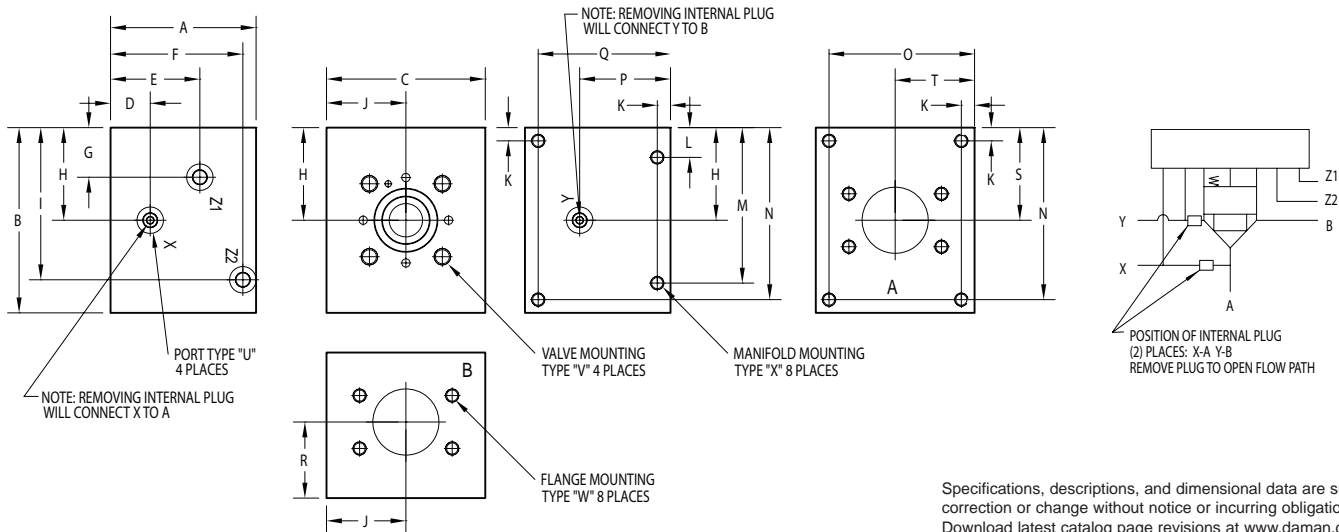 NOTE: REMOVING INTERNAL PLUG
WILL CONNECT Y TO B
A
F
E
D
C
J
Q
P
K
O
T
K
G
H
I
B
H
K
L
H
M
N
K
S
N
Z1
Z2
X
Y
A
Z1
Z2
B
Y
X
A
POSITION OF INTERNAL PLUG
(2) PLACES: X-A Y-B
REMOVE PLUG TO OPEN FLOW PATH
PORT TYPE "U"
4 PLACES
NOTE: REMOVING INTERNAL PLUG
WILL CONNECT X TO A
VALVE MOUNTING
TYPE "V" 4 PLACES
MANIFOLD MOUNTING
TYPE "X" 8 PLACES
B
R
J
FLANGE MOUNTING
TYPE "W" 8 PLACES
Specifications, descriptions, and dimensional data are
correction or change without notice or incurring
Download latest catalog page revisions at